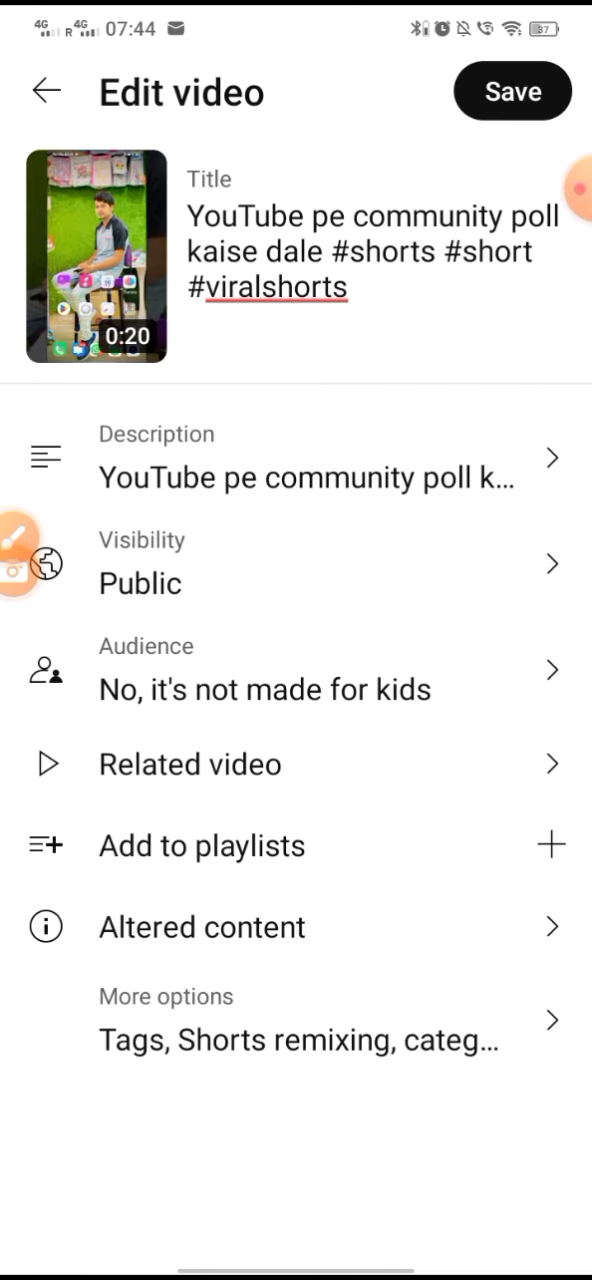 4G R 4G 07:44 37
Edit video
Save
Title
YouTube pe community poll
kaise dale #shorts #short
#viralshorts
0:20
Description
YouTube pe community poll k...
Visibility
Public
Audience
No, it's not made for kids
Related video
Add to playlists
Altered content
More options
Tags, Shorts remixing, categ...